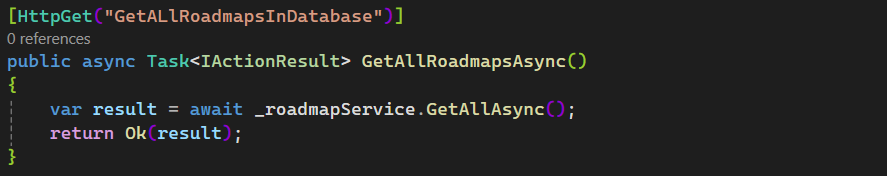 [HttpGet("GetALlRoadmapsInDatabase")]
0 references
public async Task<IActionResult> GetAllRoadmapsAsync()
{
    var result = await _roadmapService.GetAllAsync();
    return Ok(result);
}